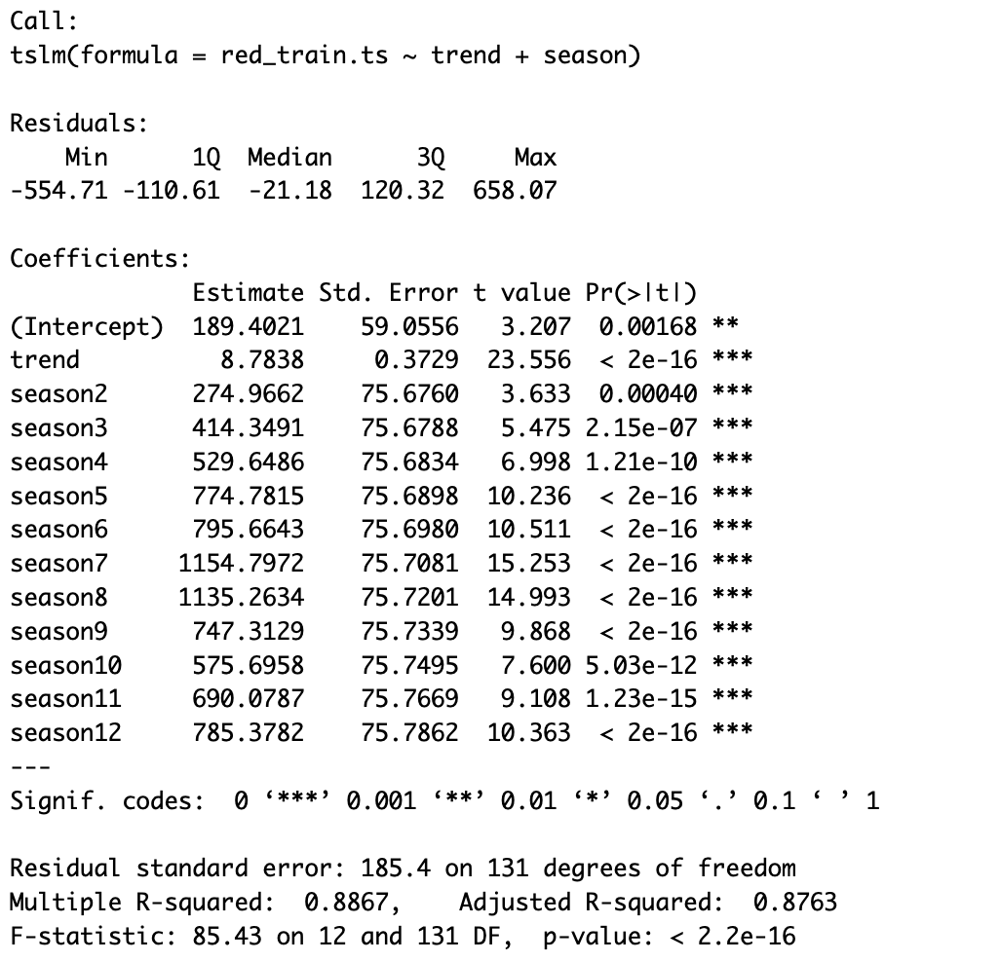 Call:
tslm(formula = red_train.ts ~ trend + season)
Residuals:
    Min      1Q  Median      3Q     Max
-554.71 -110.61  -21.18  120.32  658.07
Coefficients:
             Estimate Std. Error t value Pr(>|t|)
(Intercept)  189.4021    59.0556   3.207  0.00168 **
trend          8.7838     0.3729  23.556  < 2e-16 ***
season2      274.9662    75.6760   3.633  0.00040 ***
season3      414.3491    75.6788   5.475 2.15e-07 ***
season4      529.6486    75.6834   6.998 1.21e-10 ***
season5      774.7815    75.6898  10.236  < 2e-16 ***
season6      795.6643    75.6980  10.511  < 2e-16 ***
season7     1154.7972    75.7081  15.253  < 2e-16 ***
season8     1135.2634    75.7201  14.993  < 2e-16 ***
season9      747.3129    75.7339   9.868  < 2e-16 ***
season10     575.6958    75.7495   7.600 5.03e-12 ***
season11     690.0787    75.7669   9.108 1.23e-15 ***
season12     785.3782    75.7862  10.363  < 2e-16 ***
---
Signif. codes:  0 ‘***’ 0.001 ‘**’ 0.01 ‘*’ 0.05 ‘.’ 0.1 ‘ ’ 1
Residual standard error: 185.4 on 131 degrees of freedom
Multiple R-squared:  0.8867,    Adjusted R-squared:  0.8763
F-statistic: 85.43 on 12 and 131 DF,  p-value: < 2.2e-16